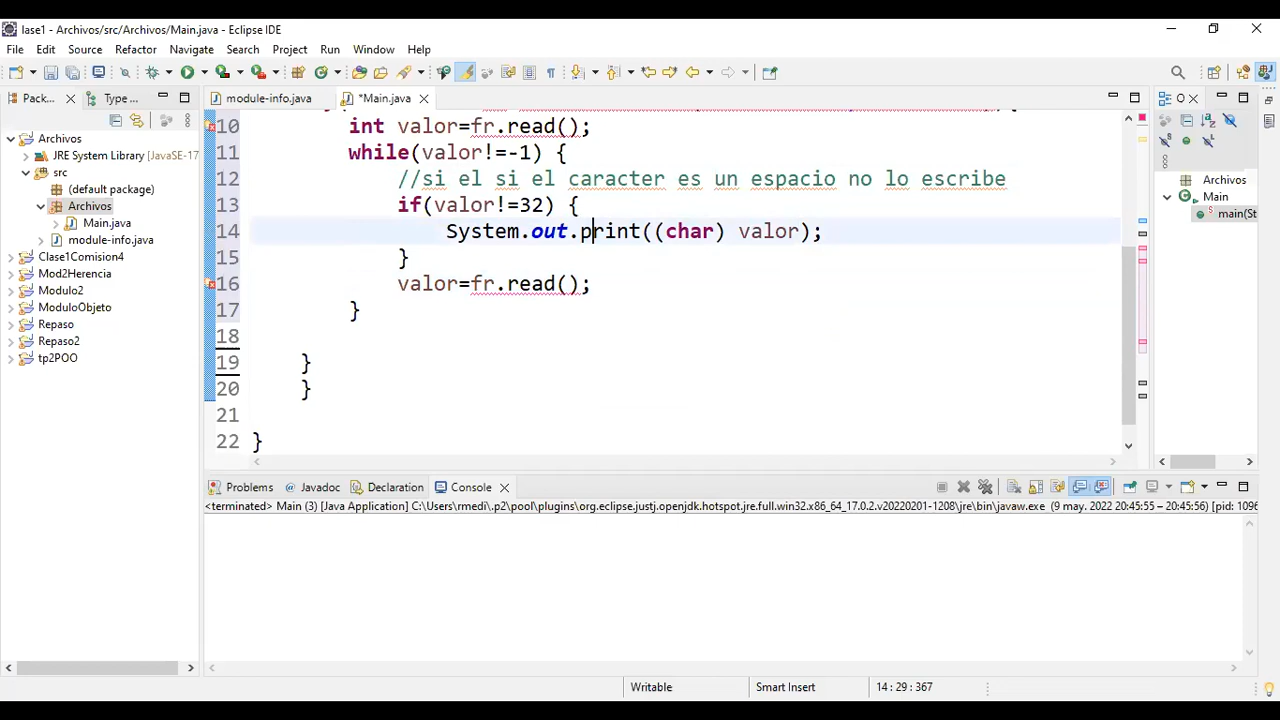 lase1 - Archivos/src/Archivos/Main.java - Eclipse IDE
File Edit Source Refactor Navigate Search Project Run Window Help
Pack... Type ... module-info.java *Main.java
Archivos
JRE System Library [JavaSE-17
src
(default package)
Archivos
Main.java
module-info.java
Clase1Comision4
Mod2Herencia
Modulo2
ModuloObjeto
Repaso
Repaso2
tp2POO
10 int valor=fr.read();
11 while(valor!=-1) {
12 //si el si el caracter es un espacio no lo escribe
13 if(valor!=32) {
14 System.out.print((char) valor);
15 }
16 valor=fr.read();
17 }
18
19 }
20 }
21
22 }
O
Archivos
Main
main(St
Problems Javadoc Declaration Console
<terminated> Main (3) [Java Application] C:\Users\rmedi\.p2\pool\plugins\org.eclipse.justj.openjdk.hotspot.jre.full.win32.x86_64_17.0.2.v20220201-1208\jre\bin\javaw.exe (9 may. 2022 20:45:55 – 20:45:56) [pid: 1096
Writable Smart Insert 14 : 29 : 367